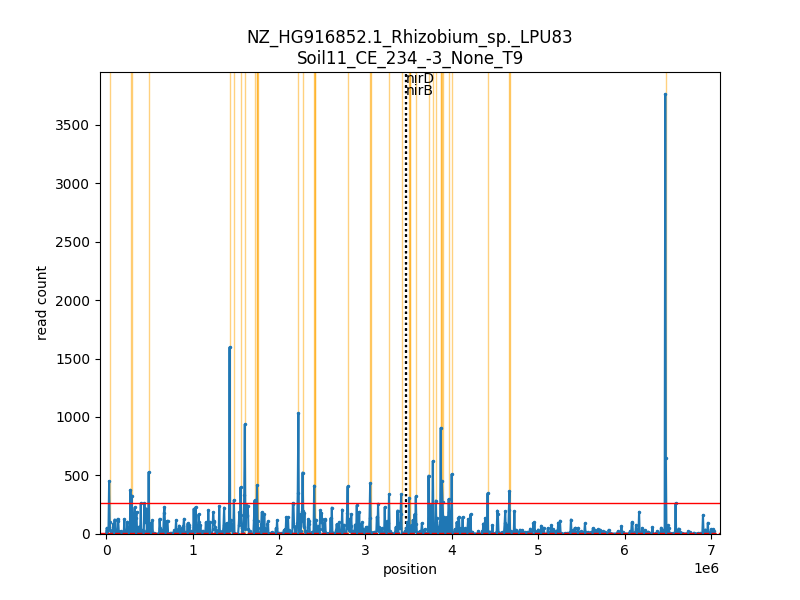 NZ_HG916852.1_Rhizobium_sp._LPU83
Soil11_CE_234_-3_None_T9
nirD
nirB
3500
3000
2500
2000
1500
1000
500
0
read count
0 1 2 3 4 5 6 7
1e6
position